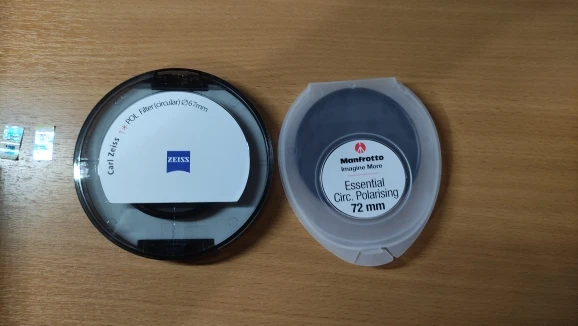 Carl Zeiss T* POL Filter (circular) Ø67mm
ZEISS
Manfrotto
Imagine More
Essential
Circ. Polarising
72 mm